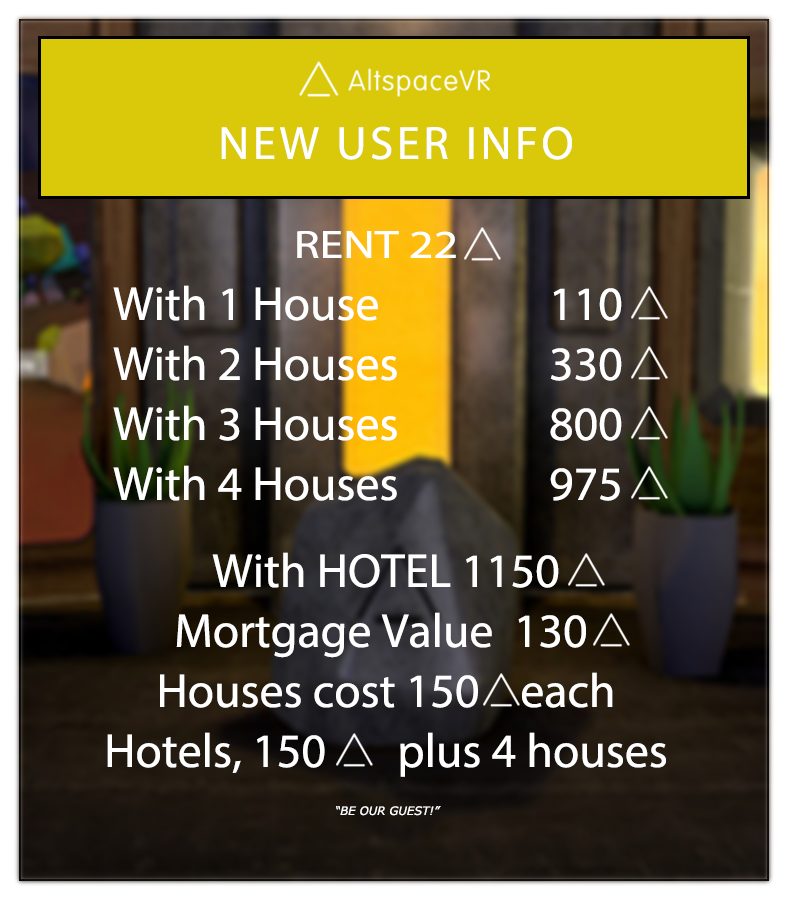 AltspaceVR
NEW USER INFO
RENT 22△
With 1 House 110 △
With 2 Houses 330 △
With 3 Houses 800 △
With 4 Houses 975 △
With HOTEL 1150 △
Mortgage Value 130△
Houses cost 150△each
Hotels, 150 △ plus 4 houses
"BE OUR GUEST!"